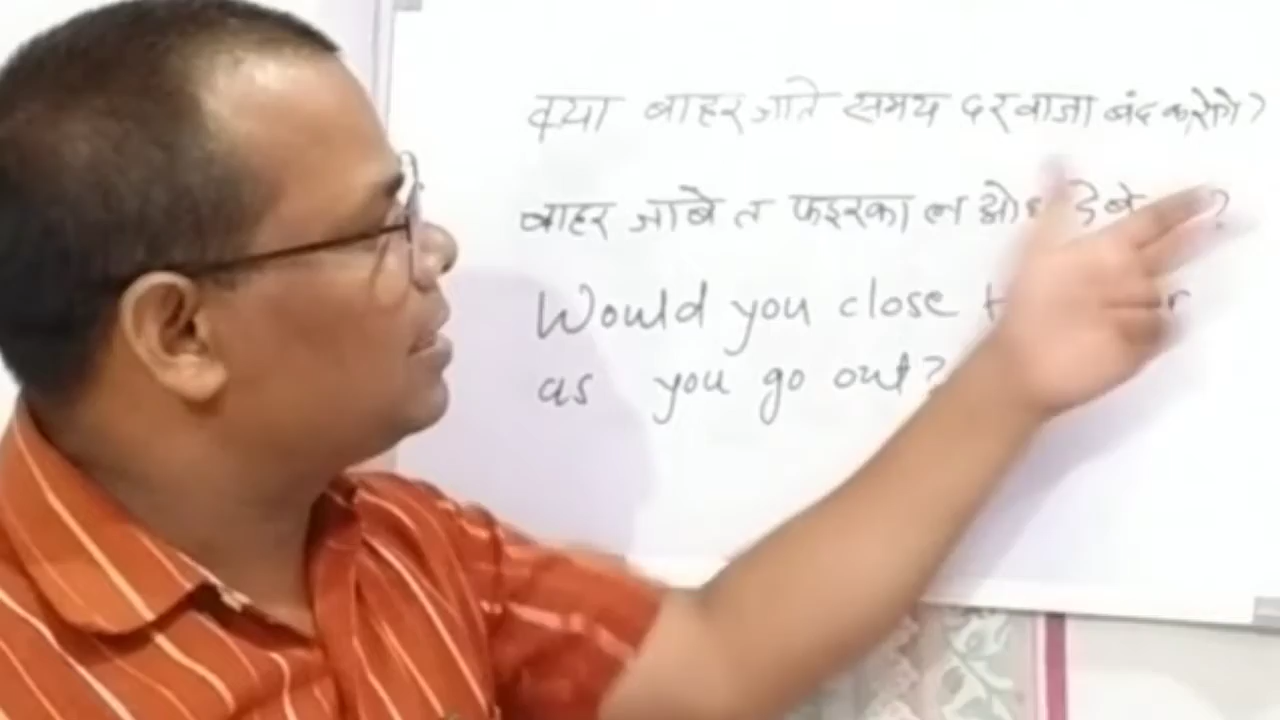 क्या बाहर जाते समय दरवाजा बंद करोगे?
बाहर जाबे त फइरका ल देबे ?
Would you close
as you go out?